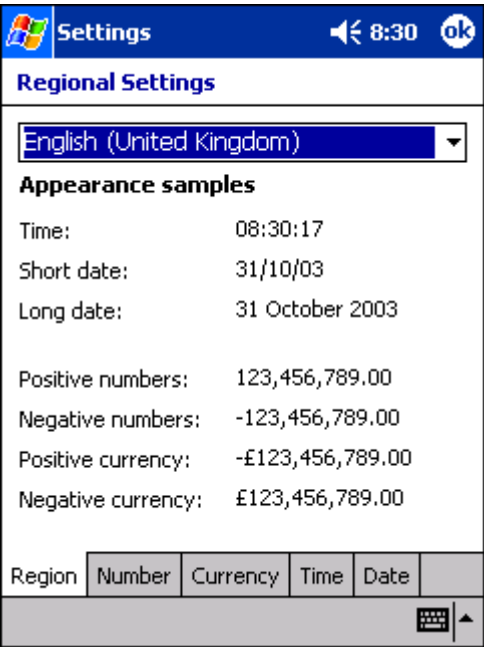 Settings 8:30 ok
Regional Settings
English (United Kingdom)
Appearance samples
Time: 08:30:17
Short date: 31/10/03
Long date: 31 October 2003
Positive numbers: 123,456,789.00
Negative numbers: -123,456,789.00
Positive currency: -£123,456,789.00
Negative currency: £123,456,789.00
Region Number Currency Time Date